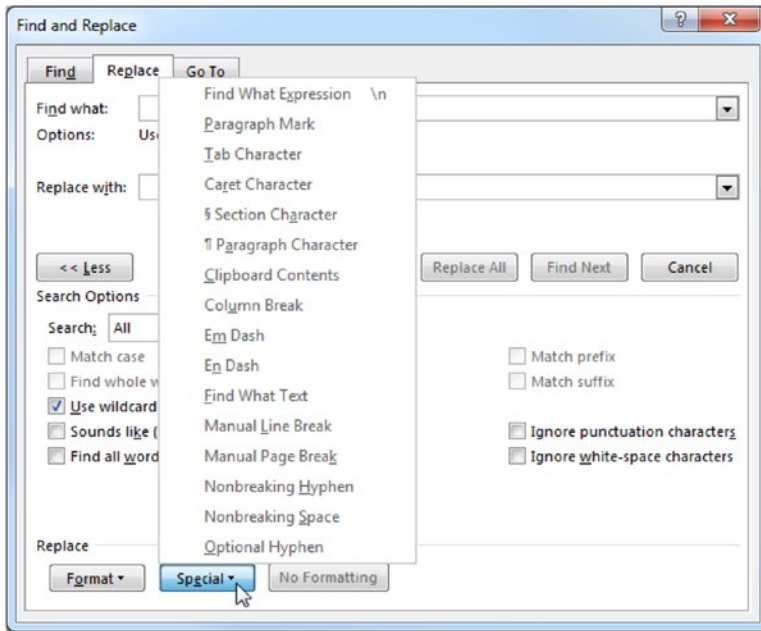 Find and Replace
Find Replace Go To
Find What Expression \n
Find what:
Paragraph Mark
Options:
Tab Character
Caret Character
Replace with:
§ Section Character
¶ Paragraph Character
<< Less
Clipboard Contents
Replace All Find Next Cancel
Search Options
Column Break
Search: All
Em Dash
Match case
En Dash
Match prefix
Find whole
Find What Text
Match suffix
Use wildcard
Manual Line Break
Sounds like (
Manual Page Break
Ignore punctuation characters
Find all word
Nonbreaking Hyphen
Ignore white-space characters
Nonbreaking Space
Replace
Optional Hyphen
Format Special No Formatting